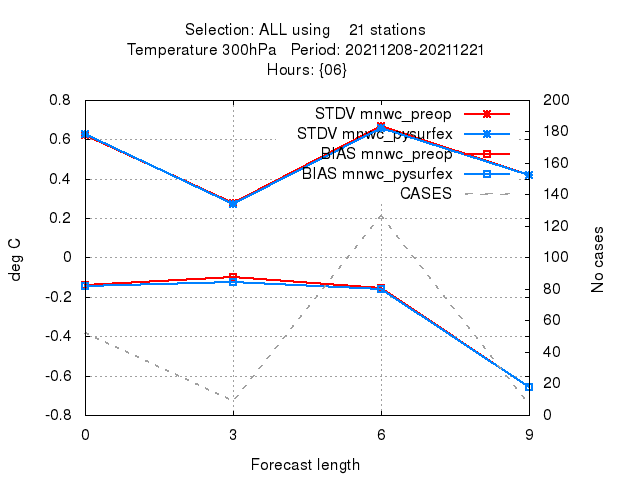 Selection: ALL using    21 stations
Temperature 300hPa   Period: 20211208-20211221
Hours: {06}
0.8
0.6
0.4
0.2
0
-0.2
-0.4
-0.6
-0.8
deg C
STDV mnwc_preop
STDV mnwc_pysurfex
BIAS mnwc_preop
BIAS mnwc_pysurfex
CASES
200
180
160
140
120
100
80
60
40
20
0
No cases
0 3 6 9
Forecast length